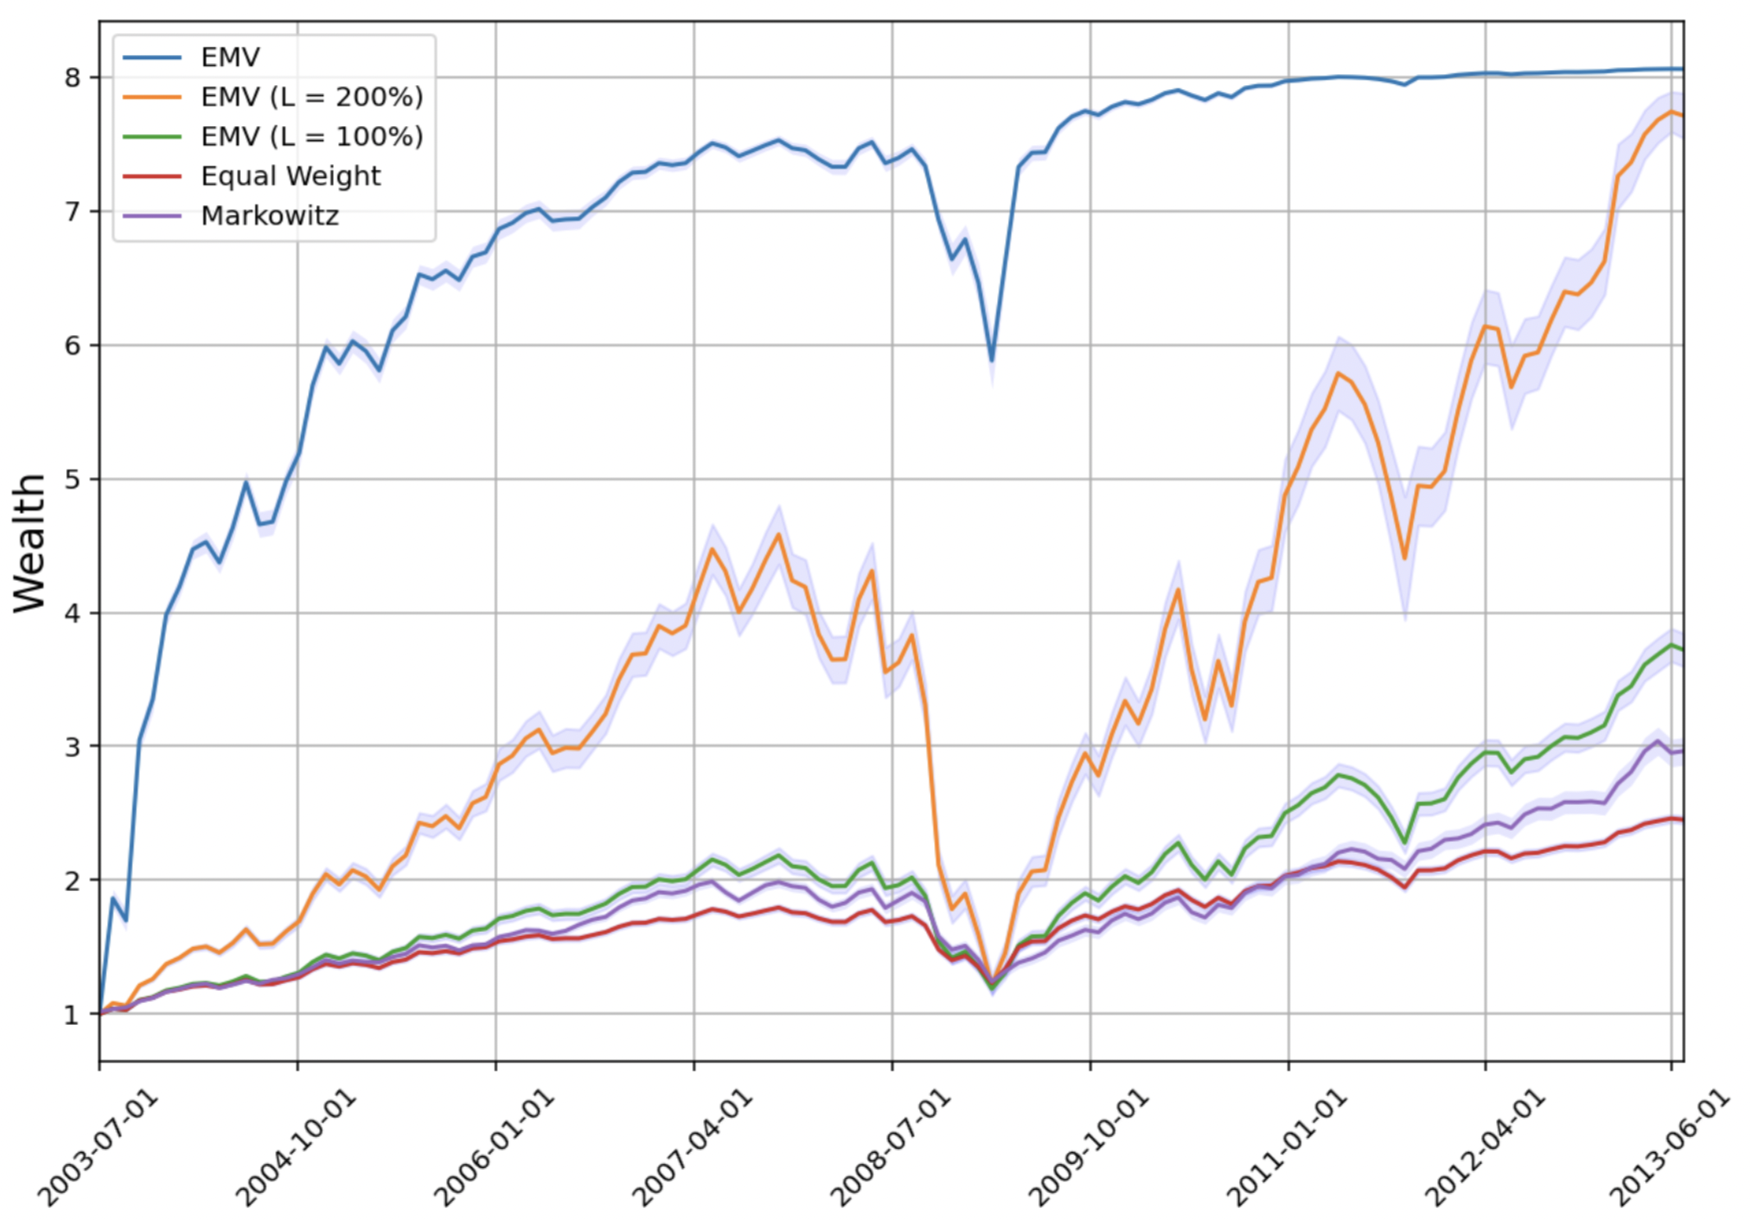 EMV
EMV (L = 200%)
EMV (L = 100%)
Equal Weight
Markowitz
Wealth
8
7
6
5
4
3
2
1
2003-07-01
2004-10-01
2006-01-01
2007-04-01
2008-07-01
2009-10-01
2011-01-01
2012-04-01
2013-06-01